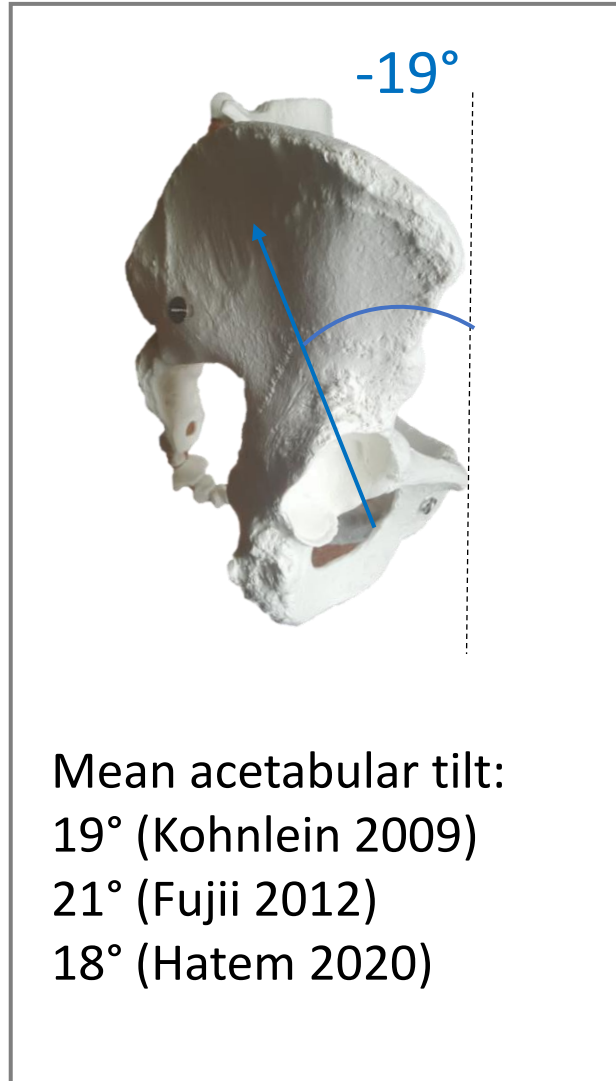 -19°
Mean acetabular tilt:
19° (Kohnlein 2009)
21° (Fujii 2012)
18° (Hatem 2020)